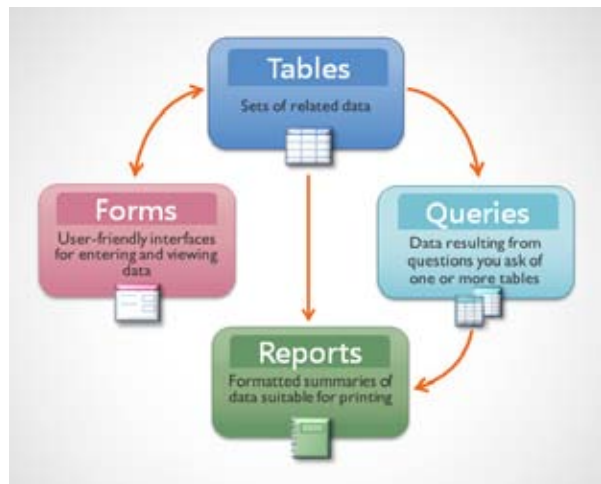 Tables
Sets of related data
Forms
User-friendly interfaces
for entering and viewing
data
Queries
Data resulting from
questions you ask of
one or more tables
Reports
Formatted summaries of
data suitable for printing